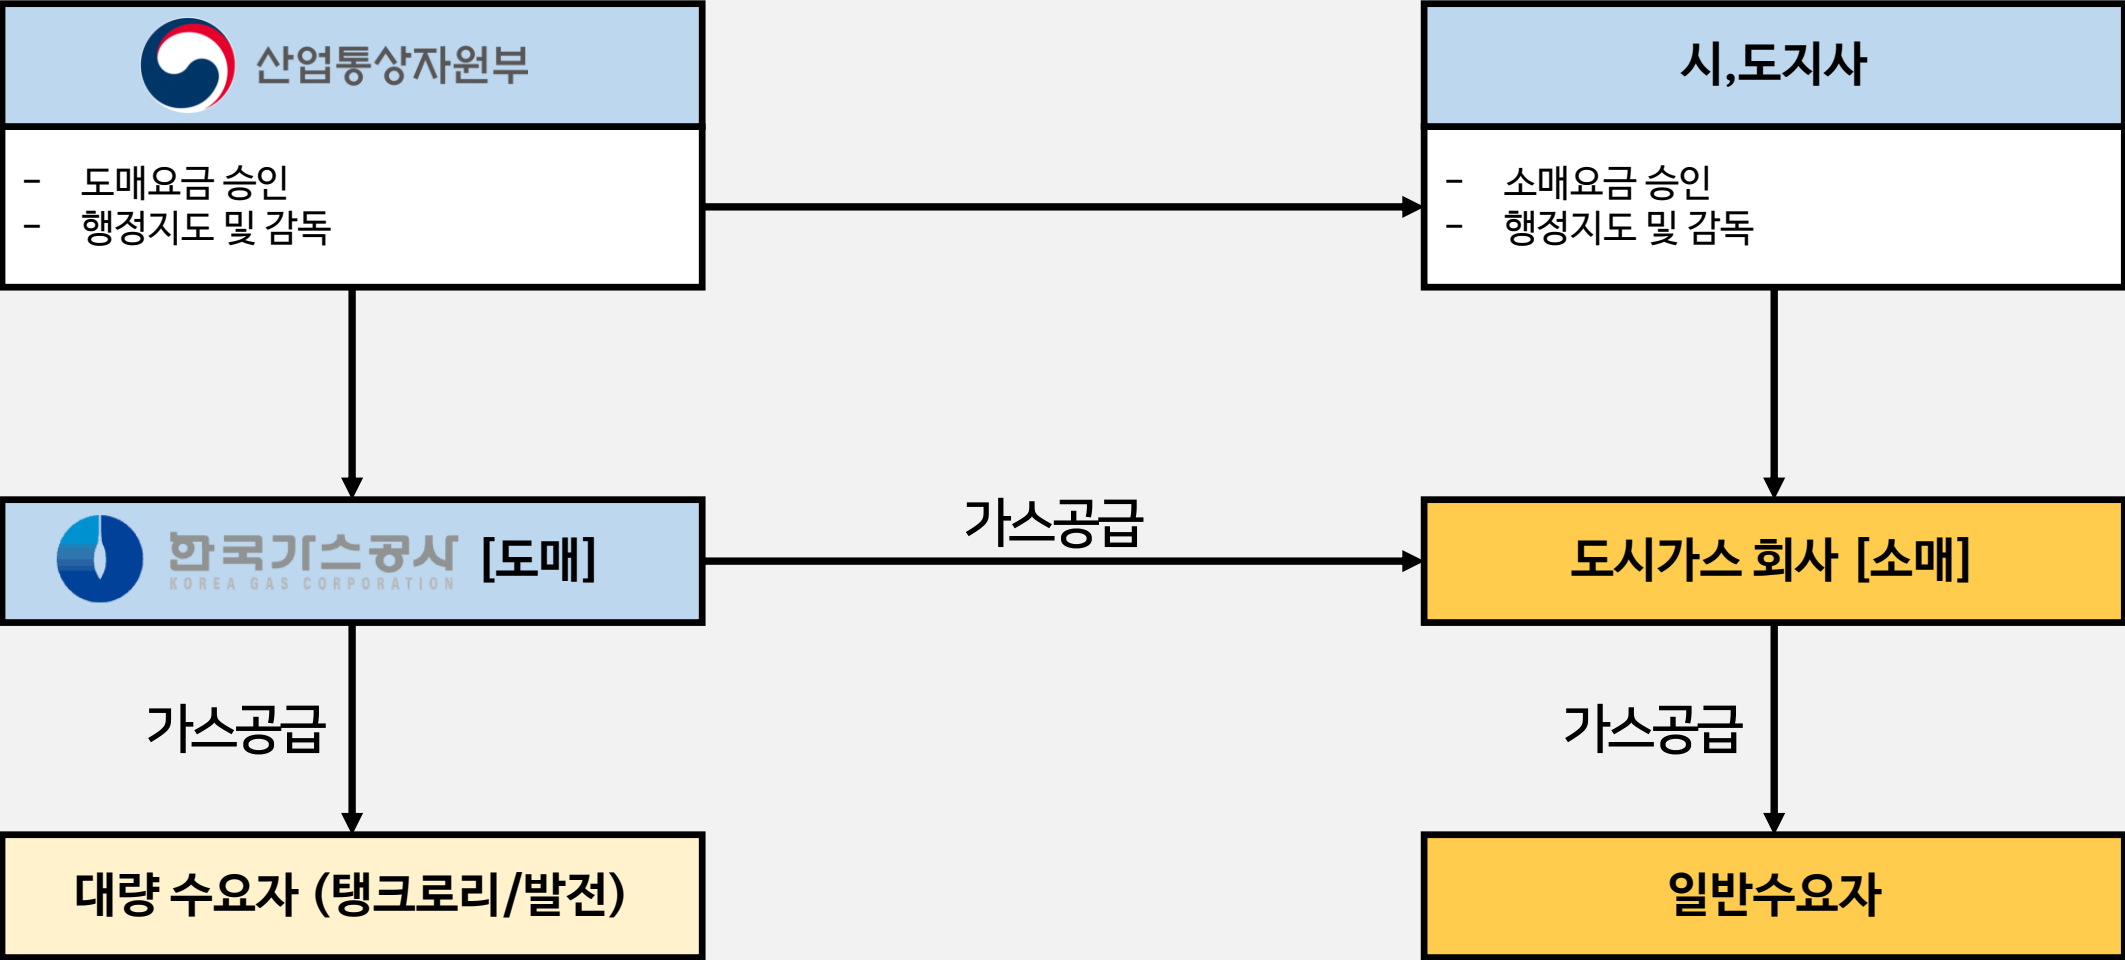 산업통상자원부
- 도매요금 승인
- 행정지도 및 감독
시,도지사
- 소매요금 승인
- 행정지도 및 감독
한국가스공사 [도매]
KOREA GAS CORPORATION
가스공급
도시가스 회사 [소매]
가스공급
가스공급
대량 수요자 (탱크로리/발전)
일반수요자